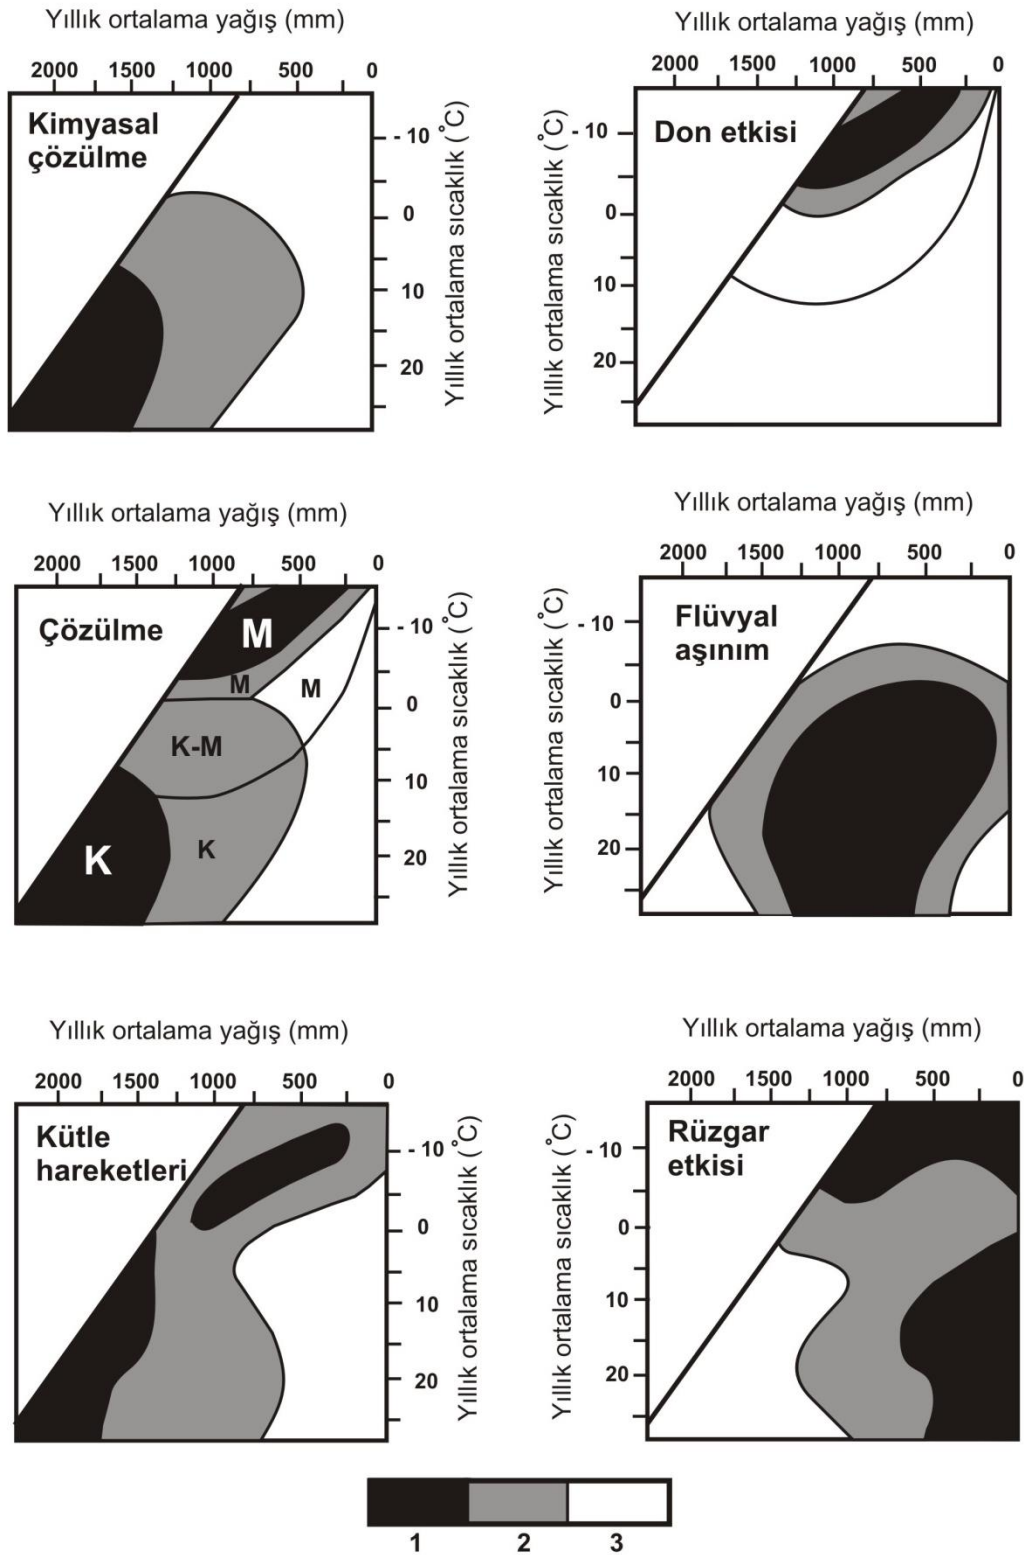 Yıllık ortalama yağış (mm)
2000 1500 1000 500 0
Kimyasal
çözülme
- 10
0
10
20
Yıllık ortalama sıcaklık (°C)
Yıllık ortalama yağış (mm)
2000 1500 1000 500 0
Don etkisi
- 10
0
10
20
Yıllık ortalama sıcaklık (°C)
Yıllık ortalama yağış (mm)
2000 1500 1000 500 0
Çözülme
M
M
M
K-M
K
K
- 10
0
10
20
Yıllık ortalama sıcaklık (°C)
Yıllık ortalama yağış (mm)
2000 1500 1000 500 0
Flüvyal
aşınım
- 10
0
10
20
Yıllık ortalama sıcaklık (°C)
Yıllık ortalama yağış (mm)
2000 1500 1000 500 0
Kütle
hareketleri
- 10
0
10
20
Yıllık ortalama sıcaklık (°C)
Yıllık ortalama yağış (mm)
2000 1500 1000 500 0
Rüzgar
etkisi
- 10
0
10
20
Yıllık ortalama sıcaklık (°C)
1 2 3